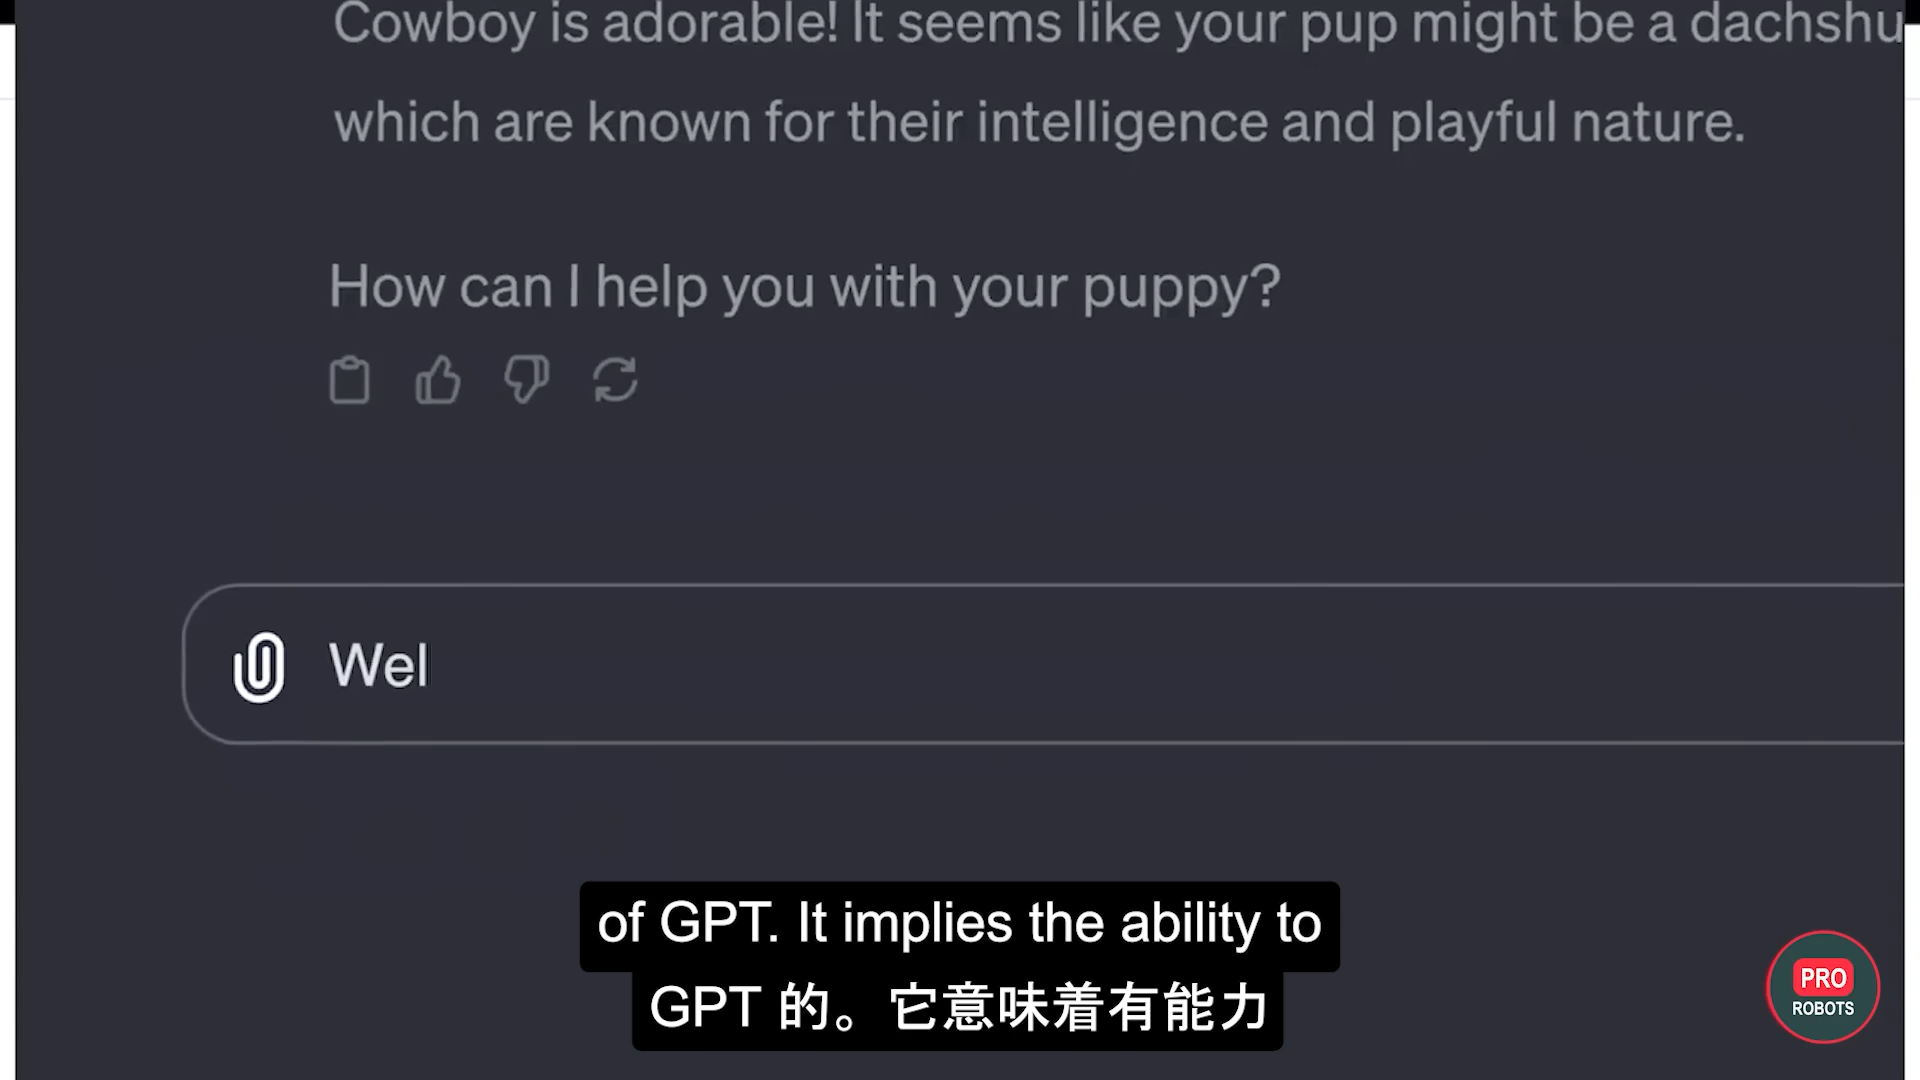 Cowboy is adorable! It seems like your pup might be a dachshu
which are known for their intelligence and playful nature.
How can I help you with your puppy?
Wel
of GPT. It implies the ability to
GPT 的。它意味着有能力
PRO
ROBOTS